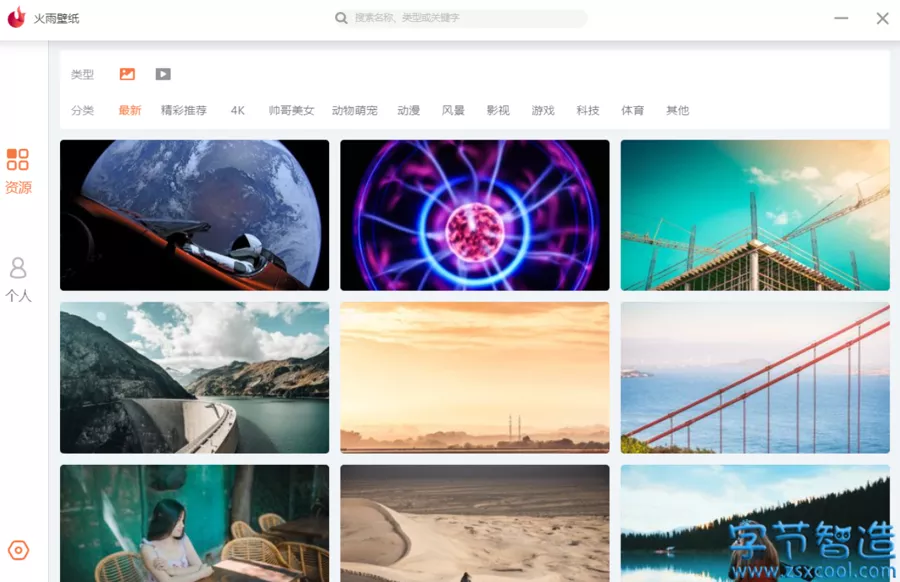 火雨壁纸
搜索名称、类型或关键字
类型
分类 最新 精彩推荐 4K 帅哥美女 动物萌宠 动漫 风景 影视 游戏 科技 体育 其他
资源
个人
字节智造
www.zsxcool.com